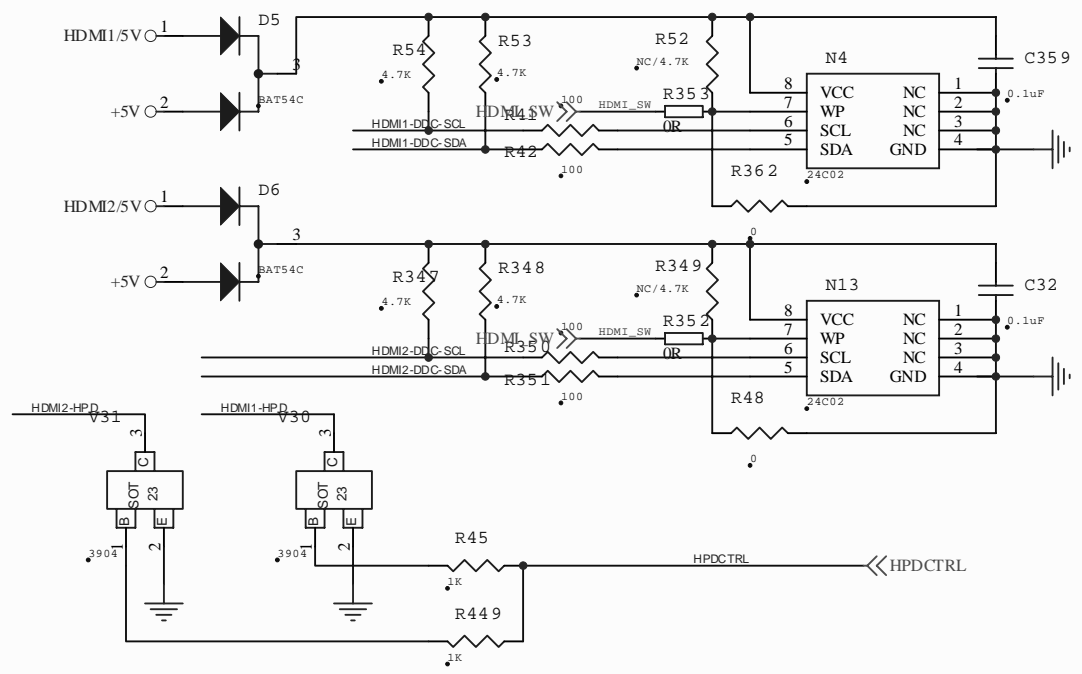 D5
HDMI1/5V 1
3
+5V 2
BAT54C
R54
4.7K
R53
4.7K
R52
NC/4.7K
N4
C359
0.1uF
HDMI_SW
100
HDMI_SW
R353
0R
R41
HDMI1-DDC-SCL
HDMI1-DDC-SDA
R42
100
8 VCC NC 1
7 WP NC 2
6 SCL NC 3
5 SDA GND 4
24C02
R362
0
D6
HDMI2/5V 1
3
+5V 2
BAT54C
R347
4.7K
R348
4.7K
R349
NC/4.7K
N13
C32
0.1uF
HDMI_SW
100
HDMI_SW
R352
0R
R350
HDMI2-DDC-SCL
HDMI2-DDC-SDA
R351
100
8 VCC NC 1
7 WP NC 2
6 SCL NC 3
5 SDA GND 4
24C02
R48
0
HDMI2-HPD
V31
3
C
SOT
23
B E
1 2
3904
HDMI1-HPD
V30
3
C
SOT
23
B E
1 2
3904
R45
1K
HPDCTRL
HPDCTRL
R449
1K